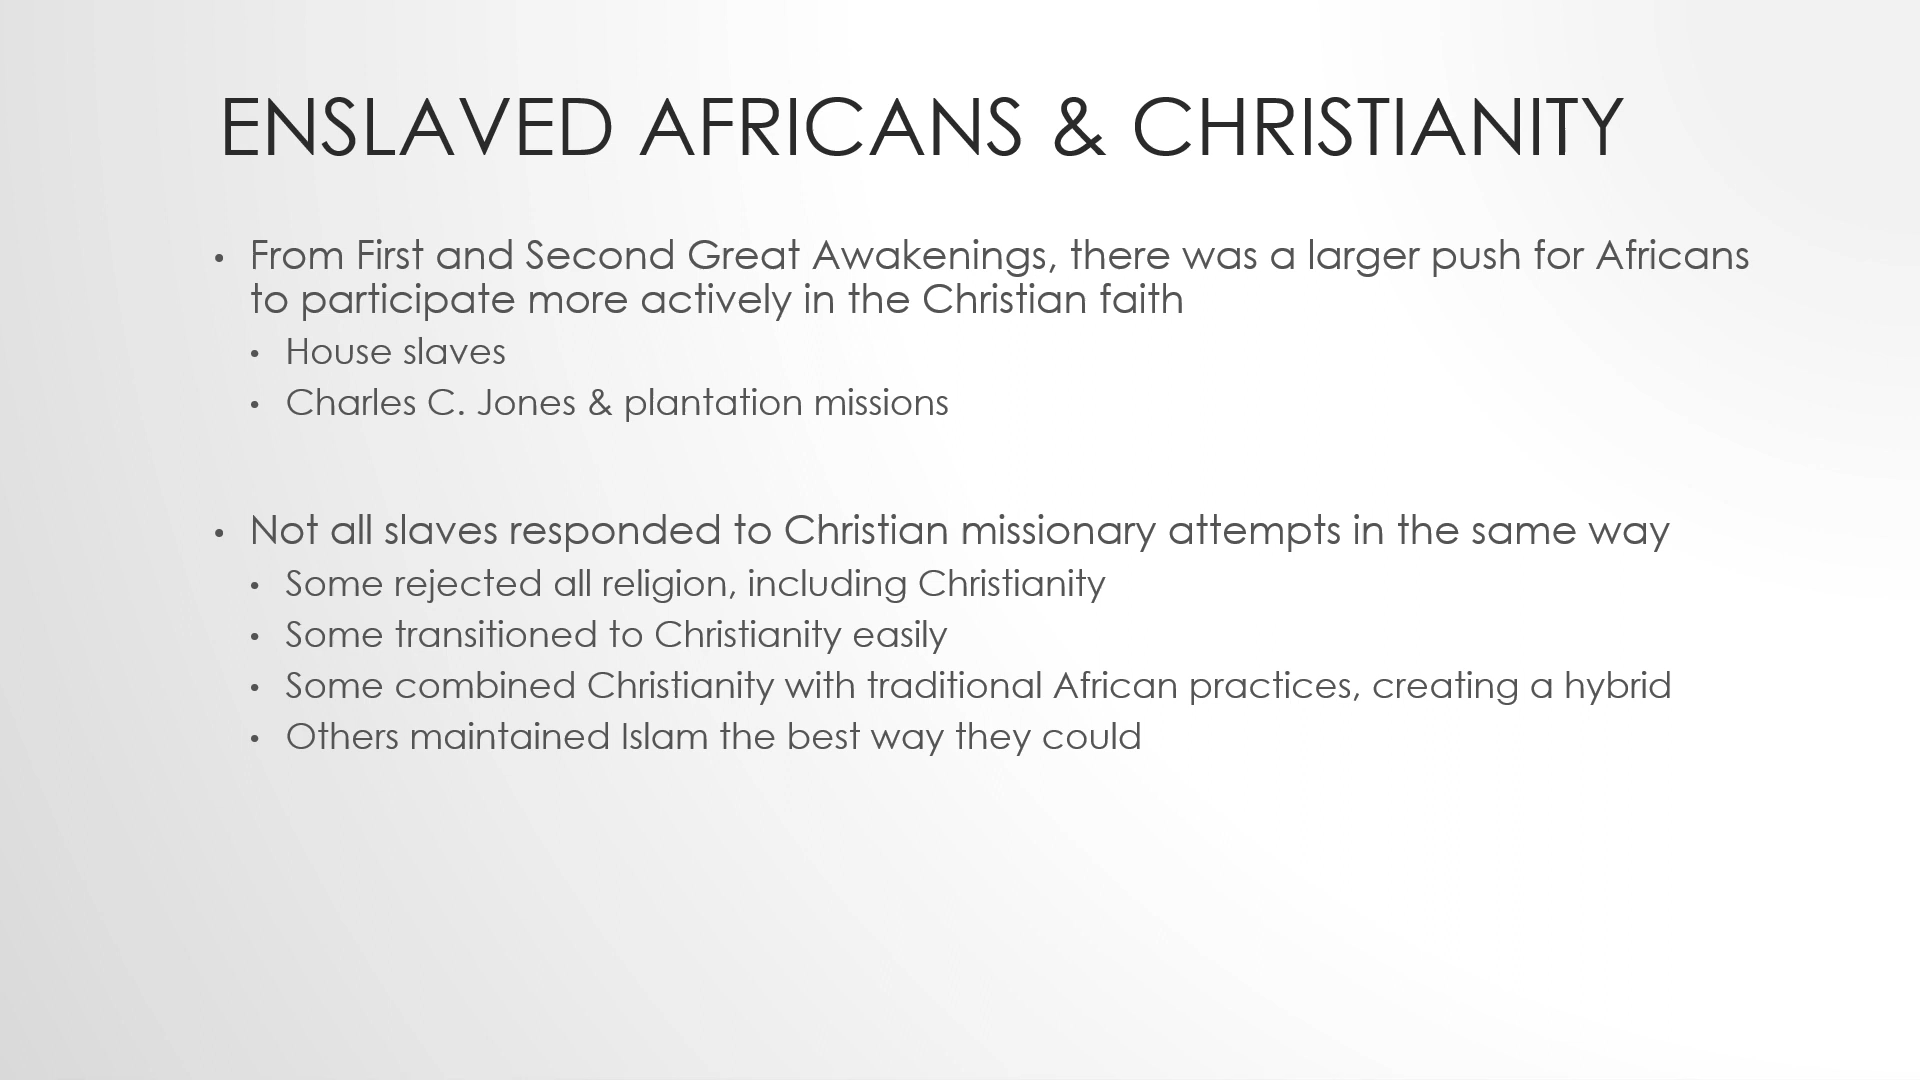 ENSLAVED AFRICANS & CHRISTIANITY
• From First and Second Great Awakenings, there was a larger push for Africans
to participate more actively in the Christian faith
• House slaves
• Charles C. Jones & plantation missions
• Not all slaves responded to Christian missionary attempts in the same way
• Some rejected all religion, including Christianity
• Some transitioned to Christianity easily
• Some combined Christianity with traditional African practices, creating a hybrid
• Others maintained Islam the best way they could